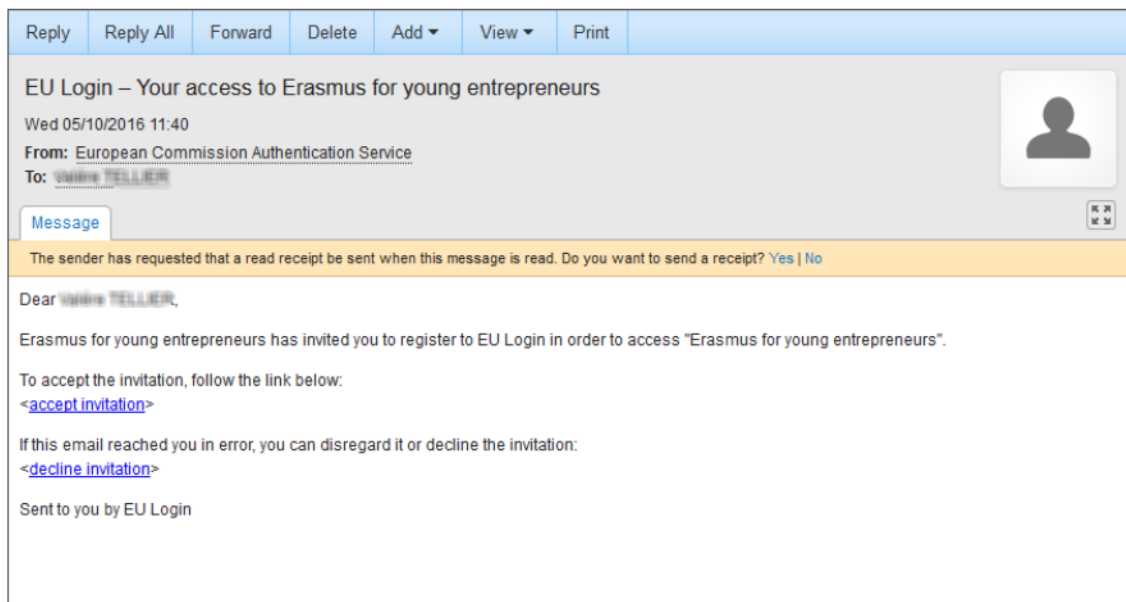 Reply Reply All Forward Delete Add View Print
EU Login – Your access to Erasmus for young entrepreneurs
Wed 05/10/2016 11:40
From: European Commission Authentication Service
To:
Message
The sender has requested that a read receipt be sent when this message is read. Do you want to send a receipt? Yes | No
Dear
Erasmus for young entrepreneurs has invited you to register to EU Login in order to access "Erasmus for young entrepreneurs".
To accept the invitation, follow the link below:
<accept invitation>
If this email reached you in error, you can disregard it or decline the invitation:
<decline invitation>
Sent to you by EU Login